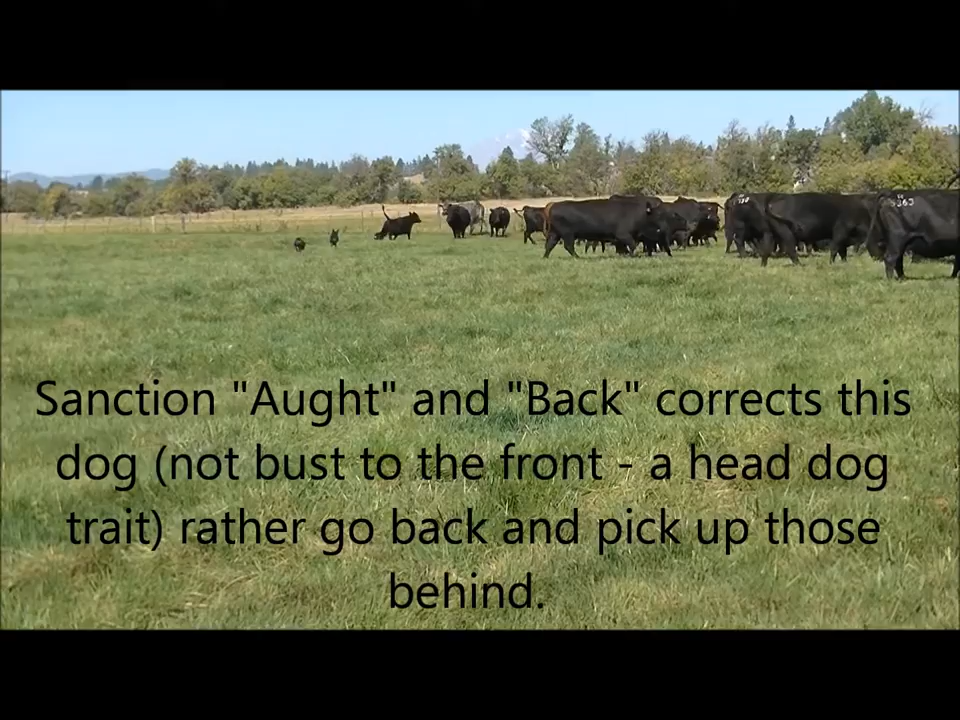 Sanction "Aught" and "Back" corrects this
dog (not bust to the front - a head dog
trait) rather go back and pick up those
behind.